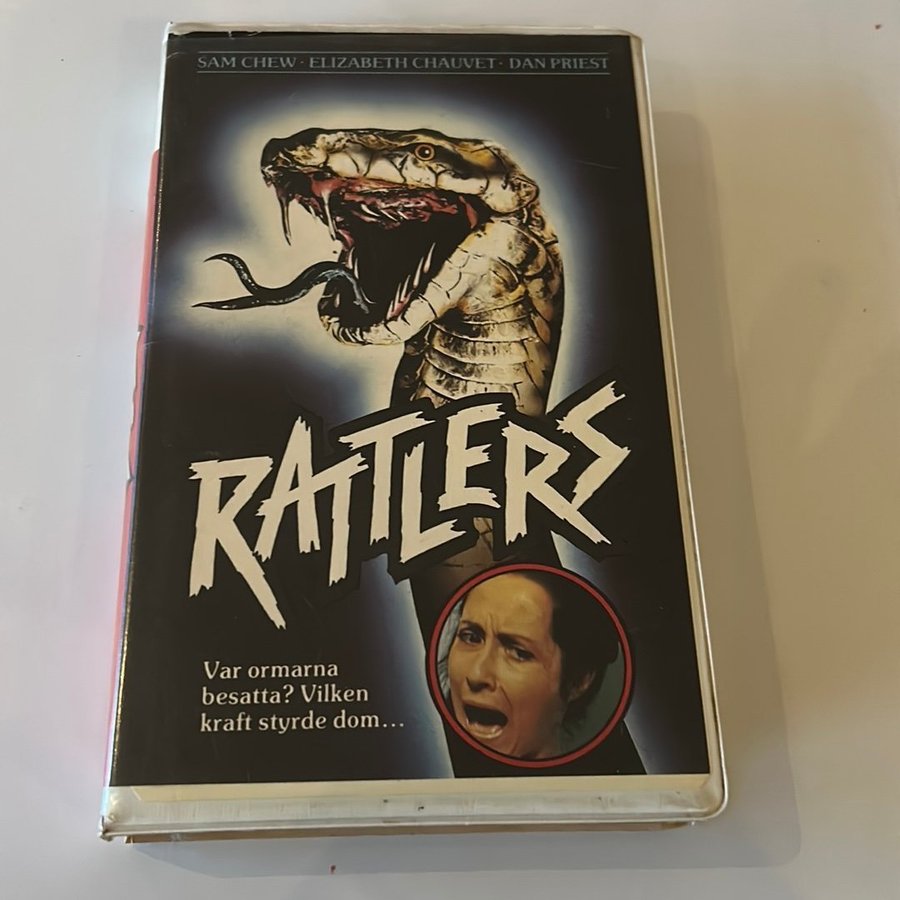 SAM CHEW · ELIZABETH CHAUVET · DAN PRIEST
RATTLERS
Var ormarna
besatta? Vilken
kraft styrde dom...